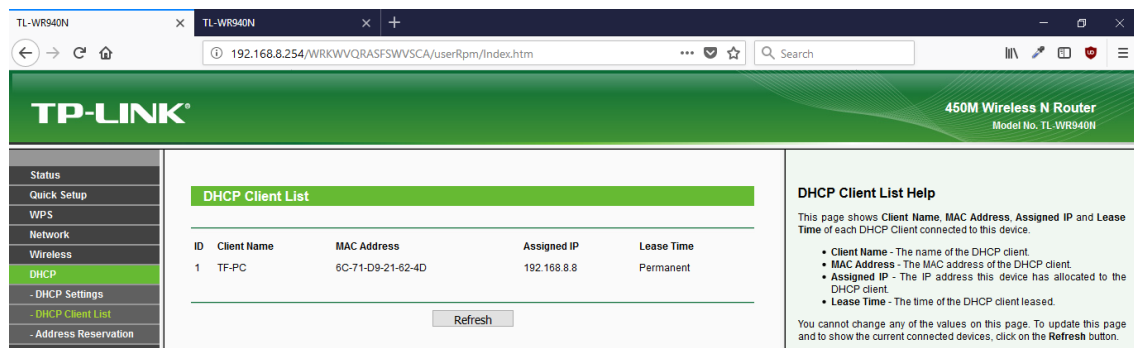 TL-WR940N
TL-WR940N
192.168.8.254/WRKWVQRASFSWVSCA/userRpm/Index.htm
Search
TP-LINK®
450M Wireless N Router
Model No. TL-WR940N
Status
Quick Setup
WPS
Network
Wireless
DHCP
- DHCP Settings
- DHCP Client List
- Address Reservation
DHCP Client List
ID Client Name MAC Address Assigned IP Lease Time
1 TF-PC 6C-71-D9-21-62-4D 192.168.8.8 Permanent
Refresh
DHCP Client List Help
This page shows Client Name, MAC Address, Assigned IP and Lease
Time of each DHCP Client connected to this device.
• Client Name - The name of the DHCP client.
• MAC Address - The MAC address of the DHCP client.
• Assigned IP - The IP address this device has allocated to the
DHCP client.
• Lease Time - The time of the DHCP client leased.
You cannot change any of the values on this page. To update this page
and to show the current connected devices, click on the Refresh button.